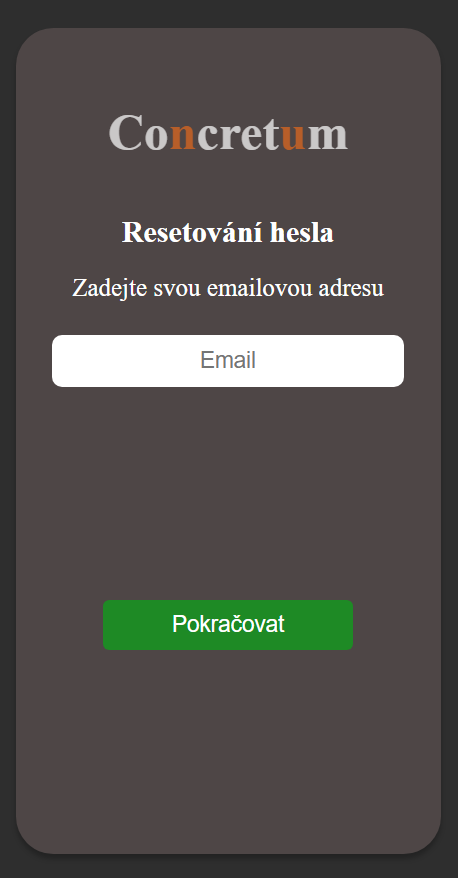 Concretum
Resetování hesla
Zadejte svou emailovou adresu
Email
Pokračovat